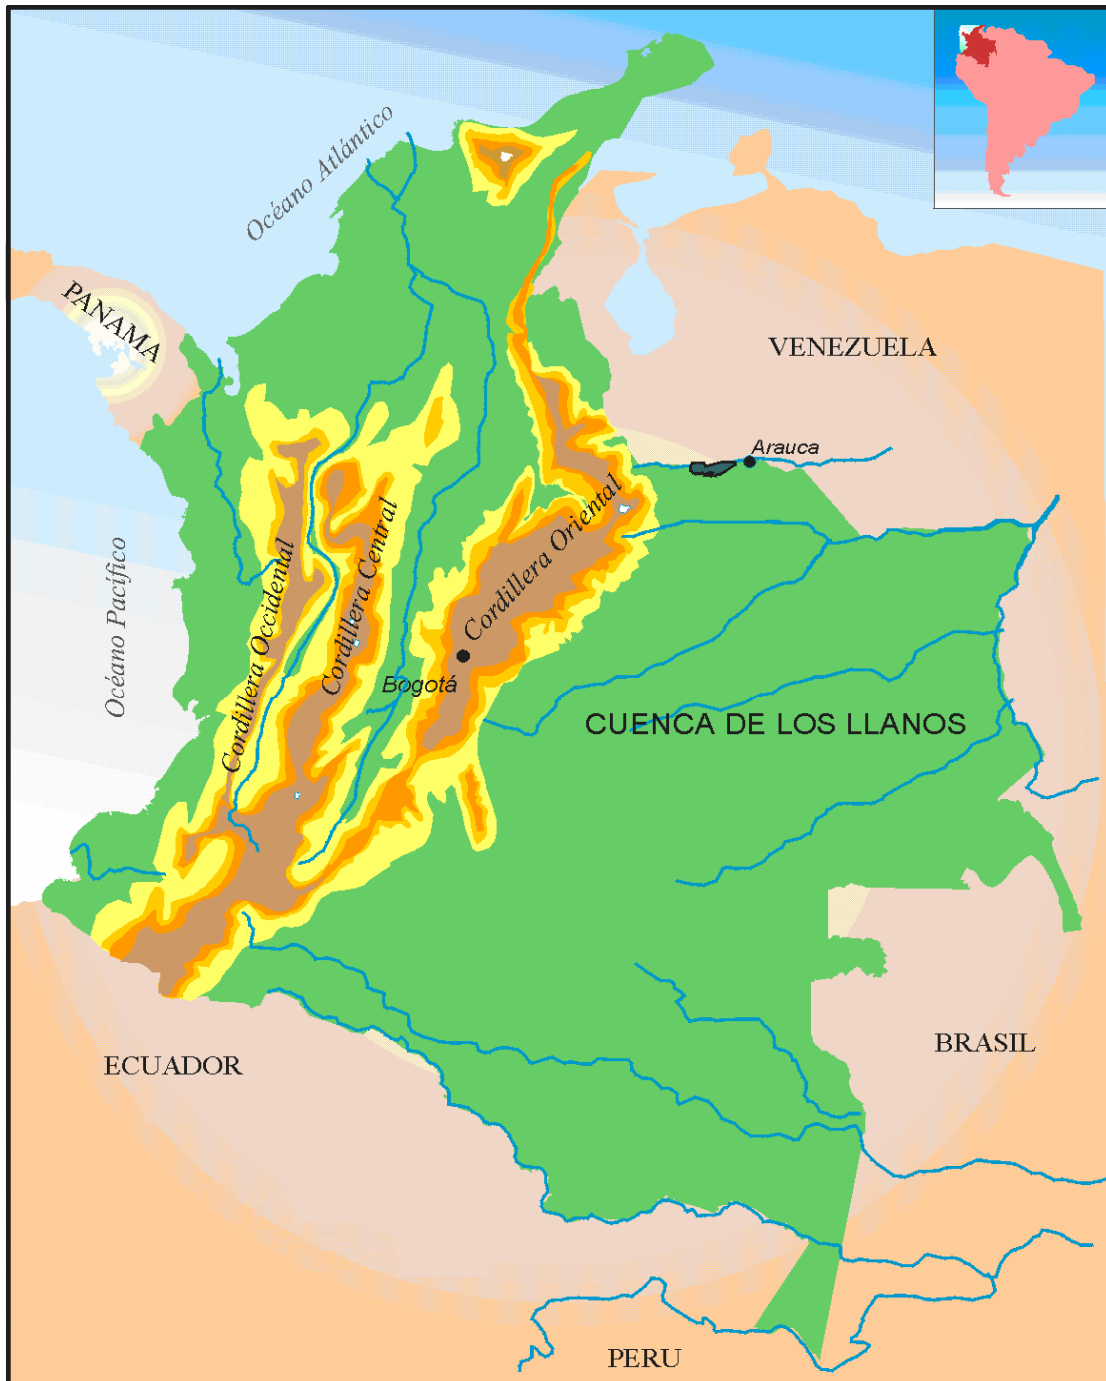 Océano Atlántico
PANAMA
VENEZUELA
Arauca
Océano Pacífico
Cordillera Occidental
Cordillera Central
Cordillera Oriental
Bogotá
CUENCA DE LOS LLANOS
ECUADOR
BRASIL
PERU